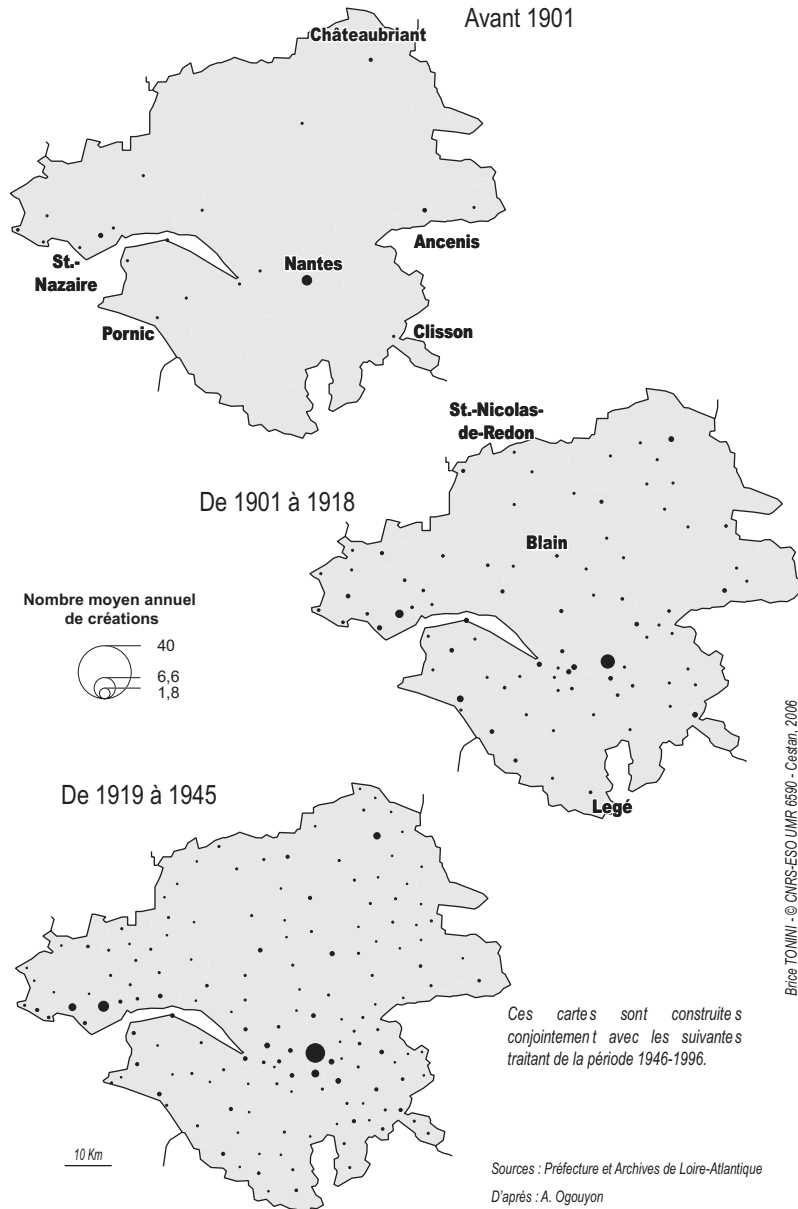 Avant 1901
Châteaubriant
Ancenis
St.-
Nazaire
Nantes
Pornic
Clisson
St.-Nicolas-
de-Redon
De 1901 à 1918
Blain
Nombre moyen annuel
de créations
40
6,6
1,8
Legé
De 1919 à 1945
Ces cartes sont construites
conjointement avec les suivantes
traitant de la période 1946-1996.
10 Km
Sources : Préfecture et Archives de Loire-Atlantique
D'après : A. Ogouyon
Brice TONINI - © CNRS-ESO UMR 6590 - Cestan, 2006